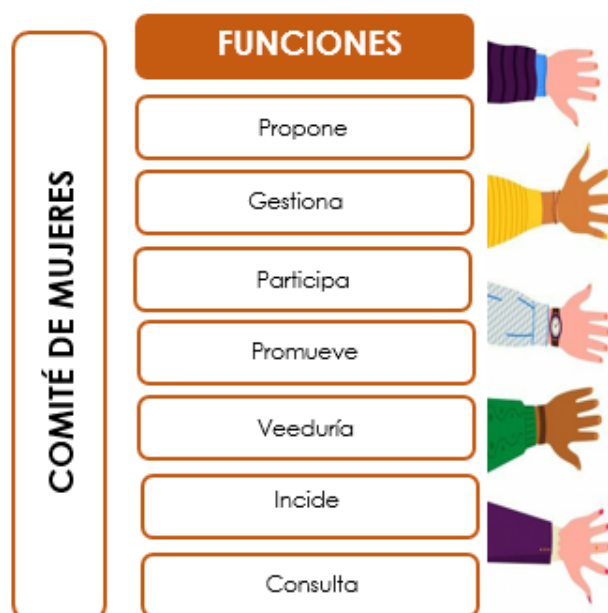 COMITÉ DE MUJERES
FUNCIONES
Propone
Gestiona
Participa
Promueve
Veeduría
Incide
Consulta